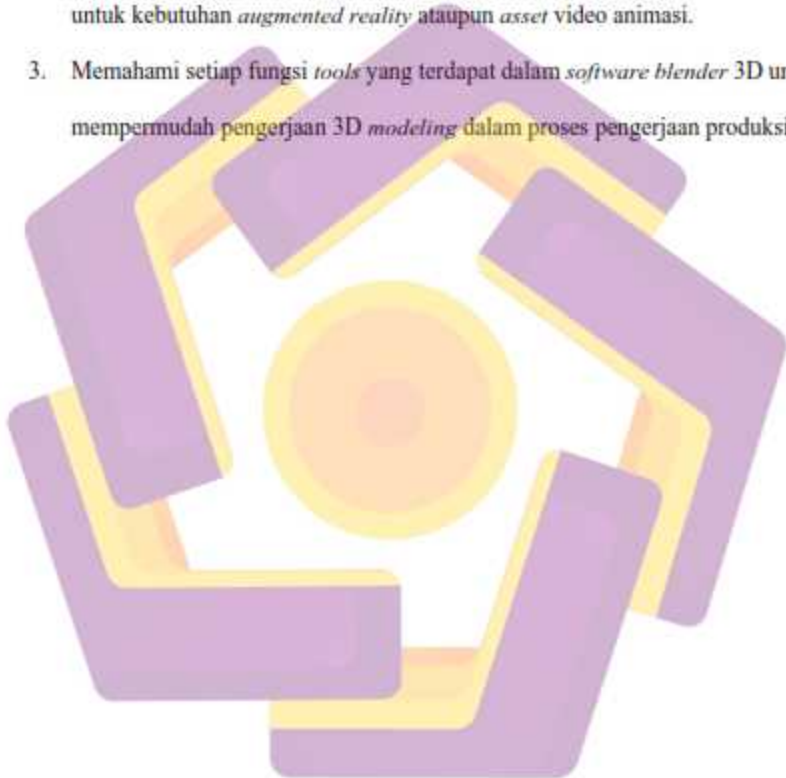 untuk kebutuhan augmented reality ataupun asset video animasi.
3. Memahami setiap fungsi tools yang terdapat dalam software blender 3D
mempermudah pengerjaan 3D modeling dalam proses pengerjaan produksi